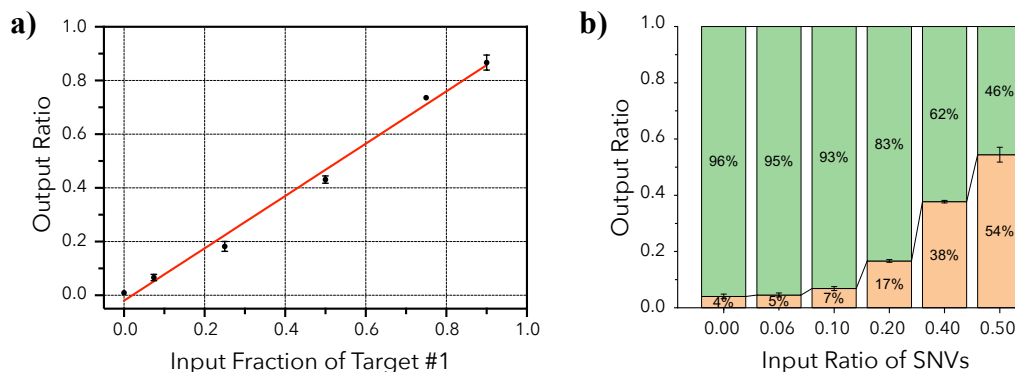 a)
Output Ratio
1.0
0.8
0.6
0.4
0.2
0.0
0.0 0.2 0.4 0.6 0.8 1.0
Input Fraction of Target #1
b)
Output Ratio
1.0
0.8
0.6
0.4
0.2
0.0
96% 95% 93% 83% 62% 46%
4% 5% 7% 17% 38% 54%
0.00 0.06 0.10 0.20 0.40 0.50
Input Ratio of SNVs